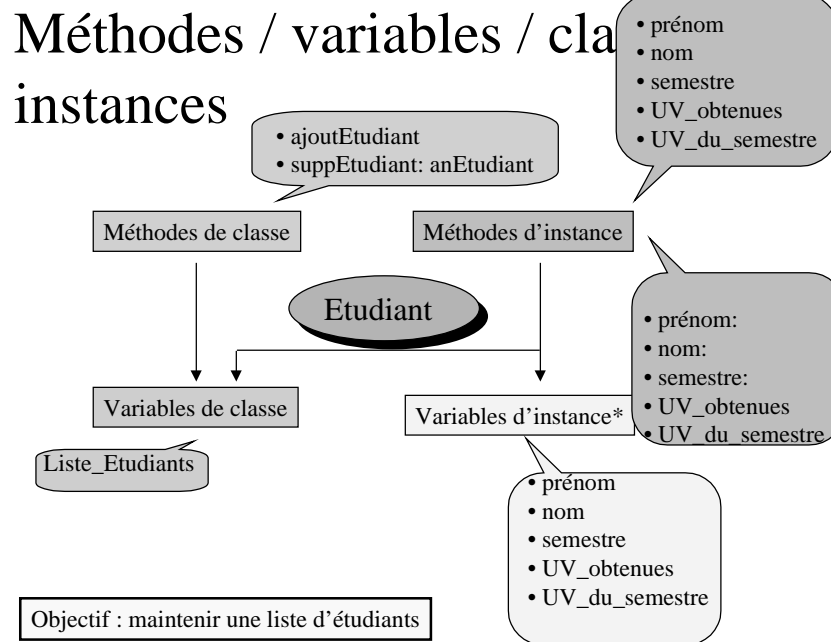 Méthodes / variables / cla
instances
• prénom
• nom
• semestre
• UV_obtenues
• UV_du_semestre
• ajoutEtudiant
• suppEtudiant: anEtudiant
Méthodes de classe
Méthodes d’instance
Etudiant
• prénom:
• nom:
• semestre:
• UV_obtenues
• UV_du_semestre
Variables de classe
Variables d’instance*
Liste_Etudiants
• prénom
• nom
• semestre
• UV_obtenues
• UV_du_semestre
Objectif : maintenir une liste d’étudiants